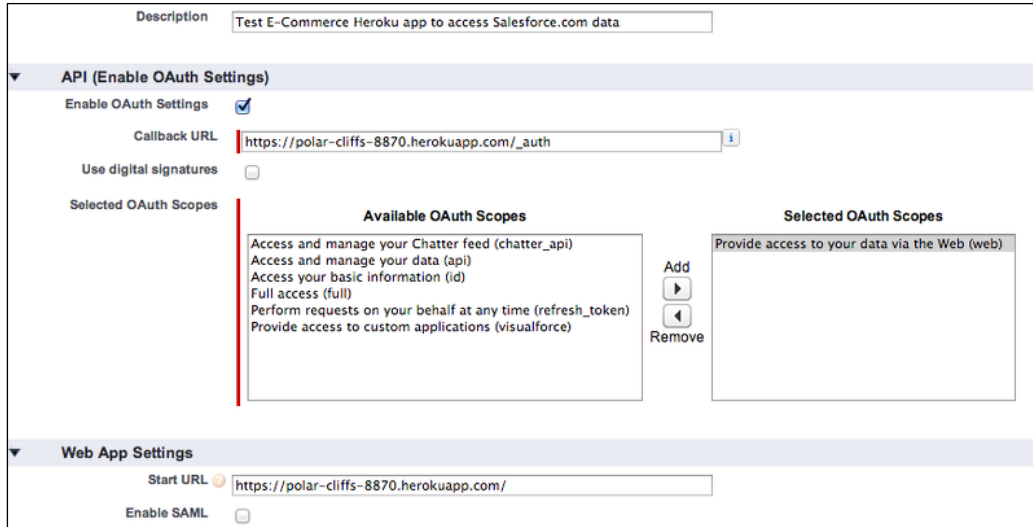 Description
Test E-Commerce Heroku app to access Salesforce.com data
API (Enable OAuth Settings)
Enable OAuth Settings
Callback URL
https://polar-cliffs-8870.herokuapp.com/_auth
i
Use digital signatures
Selected OAuth Scopes
Available OAuth Scopes
Access and manage your Chatter feed (chatter_api)
Access and manage your data (api)
Access your basic information (id)
Full access (full)
Perform requests on your behalf at any time (refresh_token)
Provide access to custom applications (visualforce)
Add
Remove
Selected OAuth Scopes
Provide access to your data via the Web (web)
Web App Settings
Start URL
?
https://polar-cliffs-8870.herokuapp.com/
Enable SAML